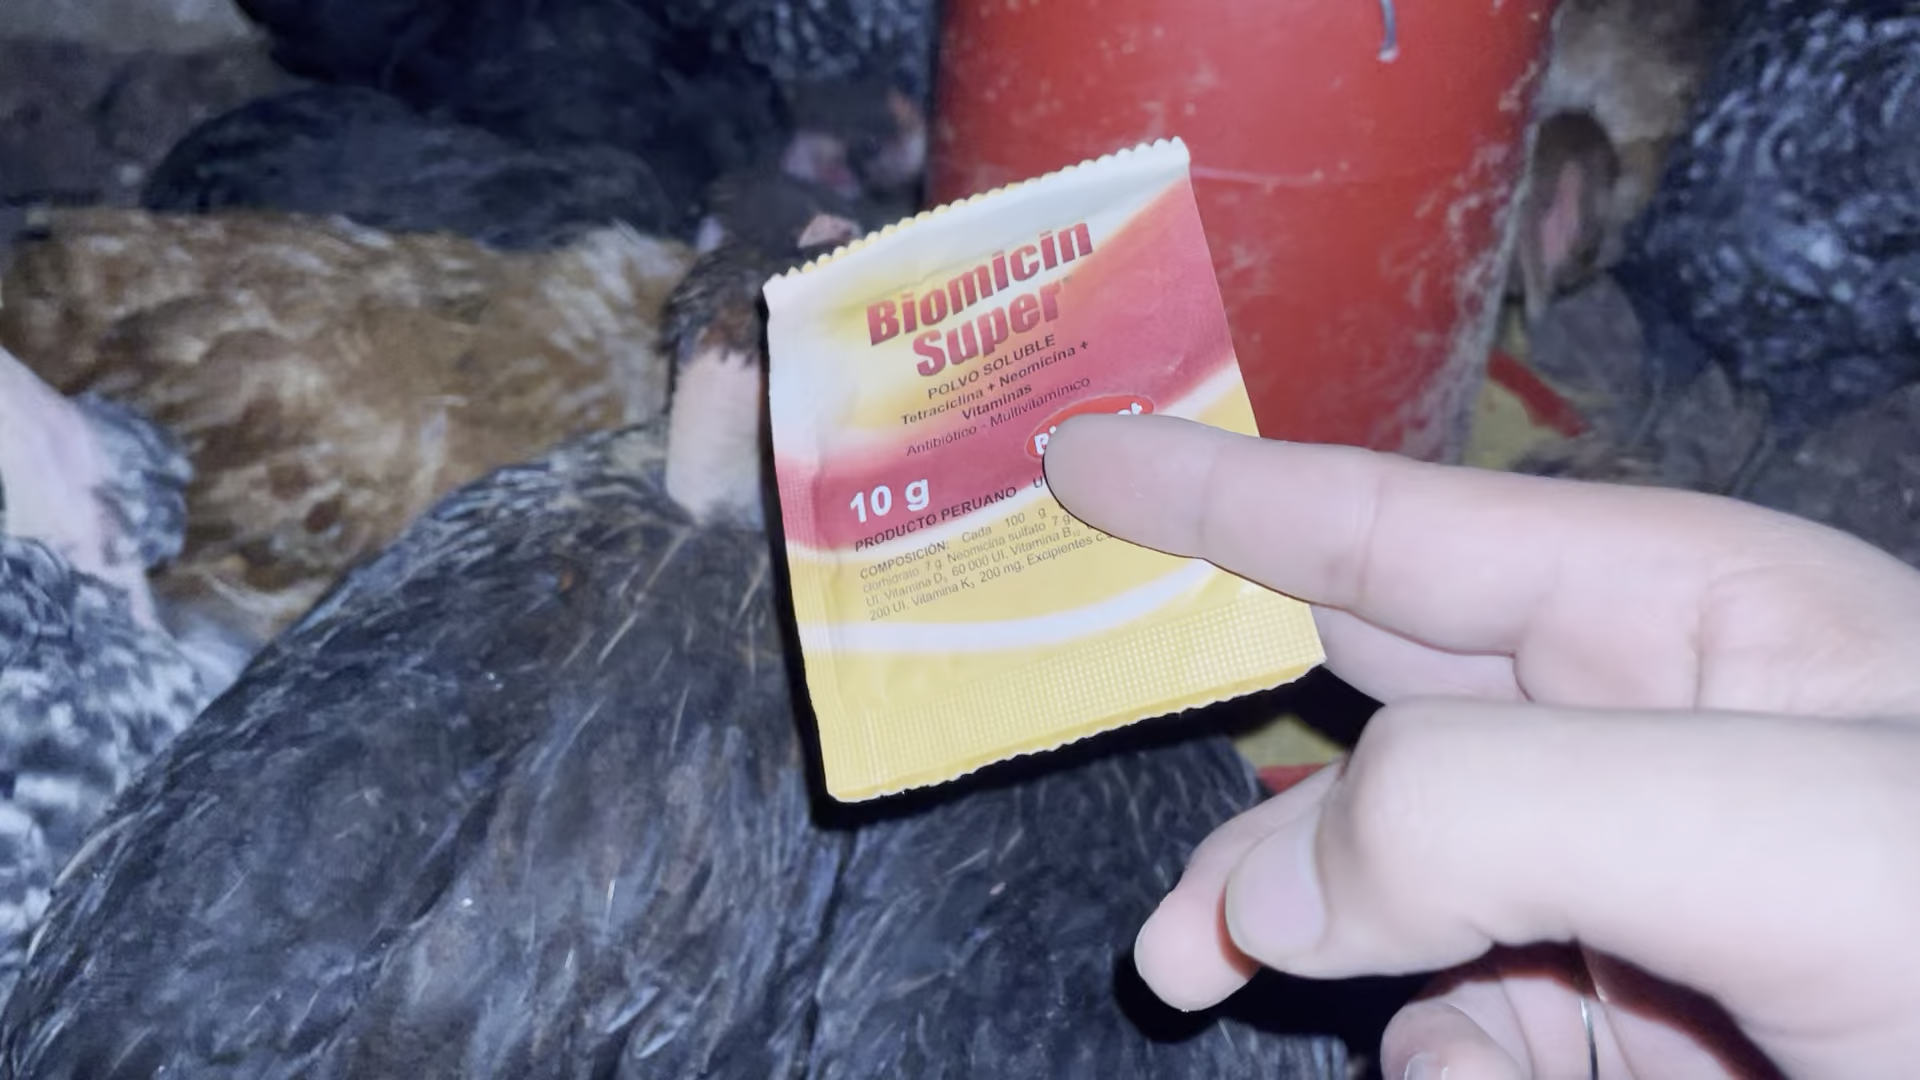 Biomicin
Super
POLVO SOLUBLE
Tetraciclina + Neomicina +
Vitaminas
Antibiótico - Multivitamínico
10 g
PRODUCTO PERUANO
COMPOSICIÓN: Cada 100 g
clorhidrato 7 g Neomicina sulfato 7 g
UI. Vitamina D₃ 60 000 UI. Vitamina B₁₂
200 UI. Vitamina K₃ 200 mg. Excipientes